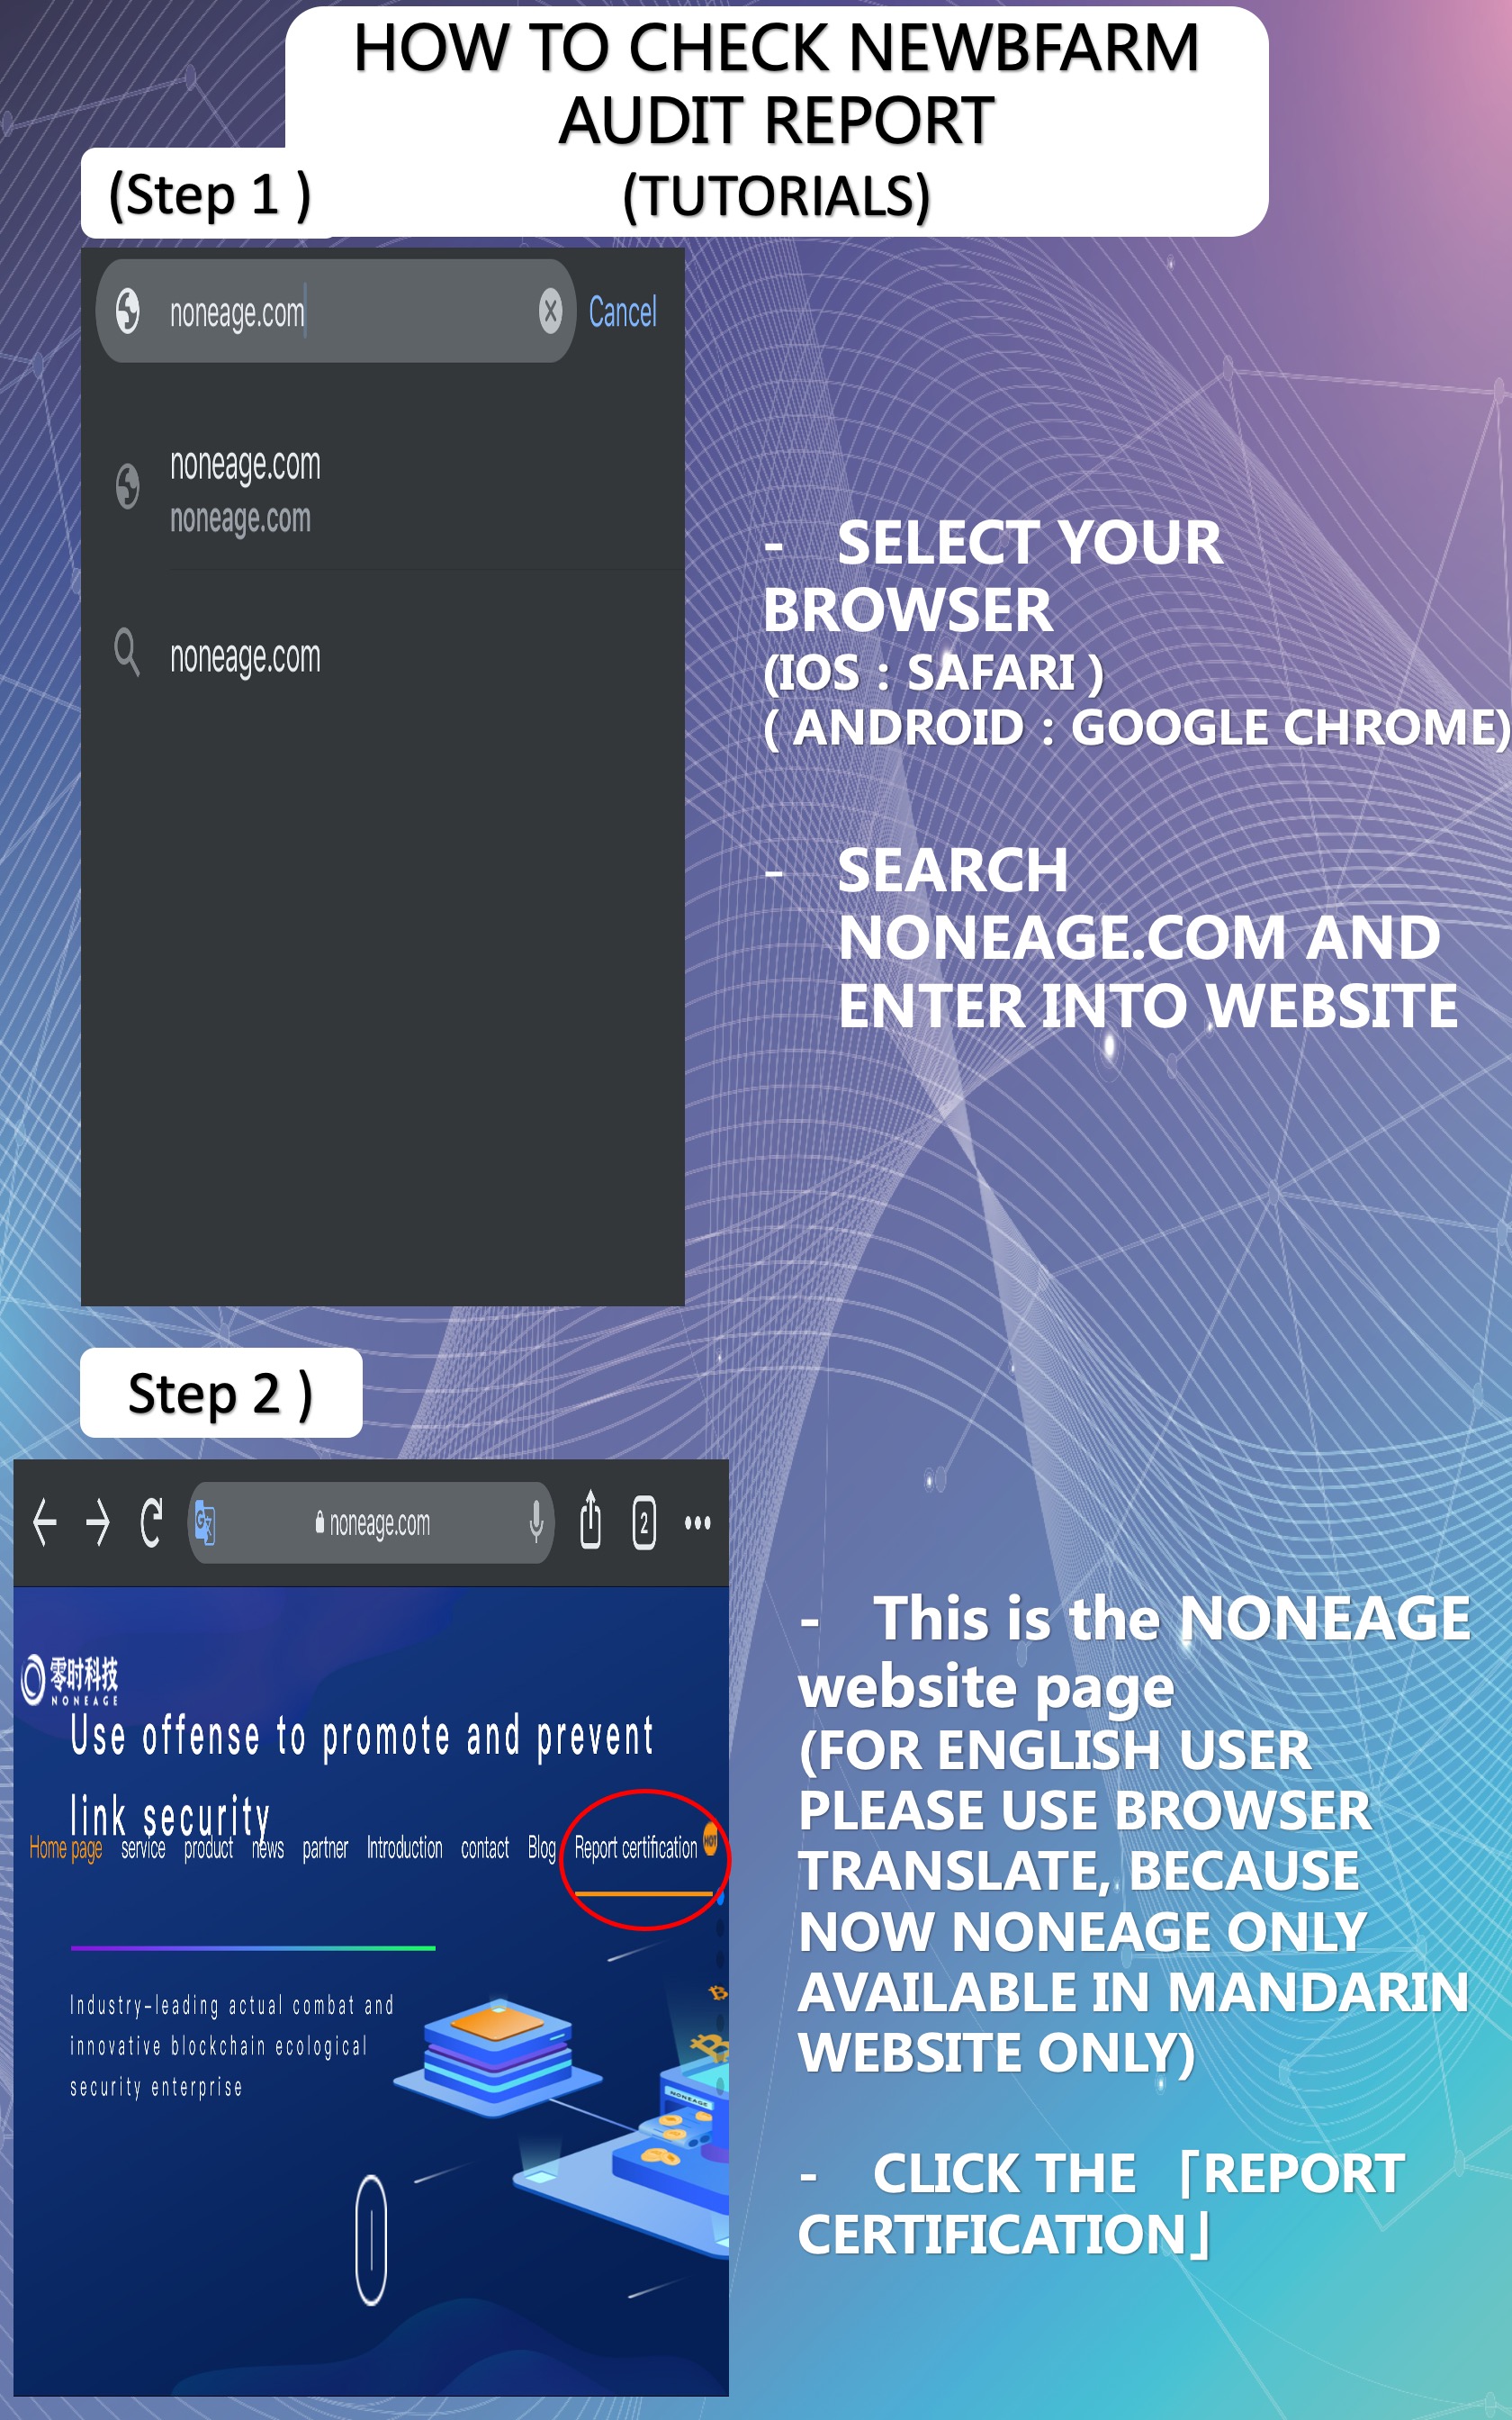 HOW TO CHECK NEWBFARM
AUDIT REPORT
(TUTORIALS)
(Step 1 )
noneage.com
Cancel
noneage.com
noneage.com
noneage.com
- SELECT YOUR
BROWSER
(IOS : SAFARI )
( ANDROID : GOOGLE CHROME)
- SEARCH
NONEAGE.COM AND
ENTER INTO WEBSITE
Step 2 )
noneage.com
2
零时科技
NONEAGE
Use offense to promote and prevent
link security
Home page service product news partner Introduction contact Blog Report certification HOT
Industry-leading actual combat and
innovative blockchain ecological
security enterprise
NONEAGE
- This is the NONEAGE
website page
(FOR ENGLISH USER
PLEASE USE BROWSER
TRANSLATE, BECAUSE
NOW NONEAGE ONLY
AVAILABLE IN MANDARIN
WEBSITE ONLY)
- CLICK THE 「REPORT
CERTIFICATION」